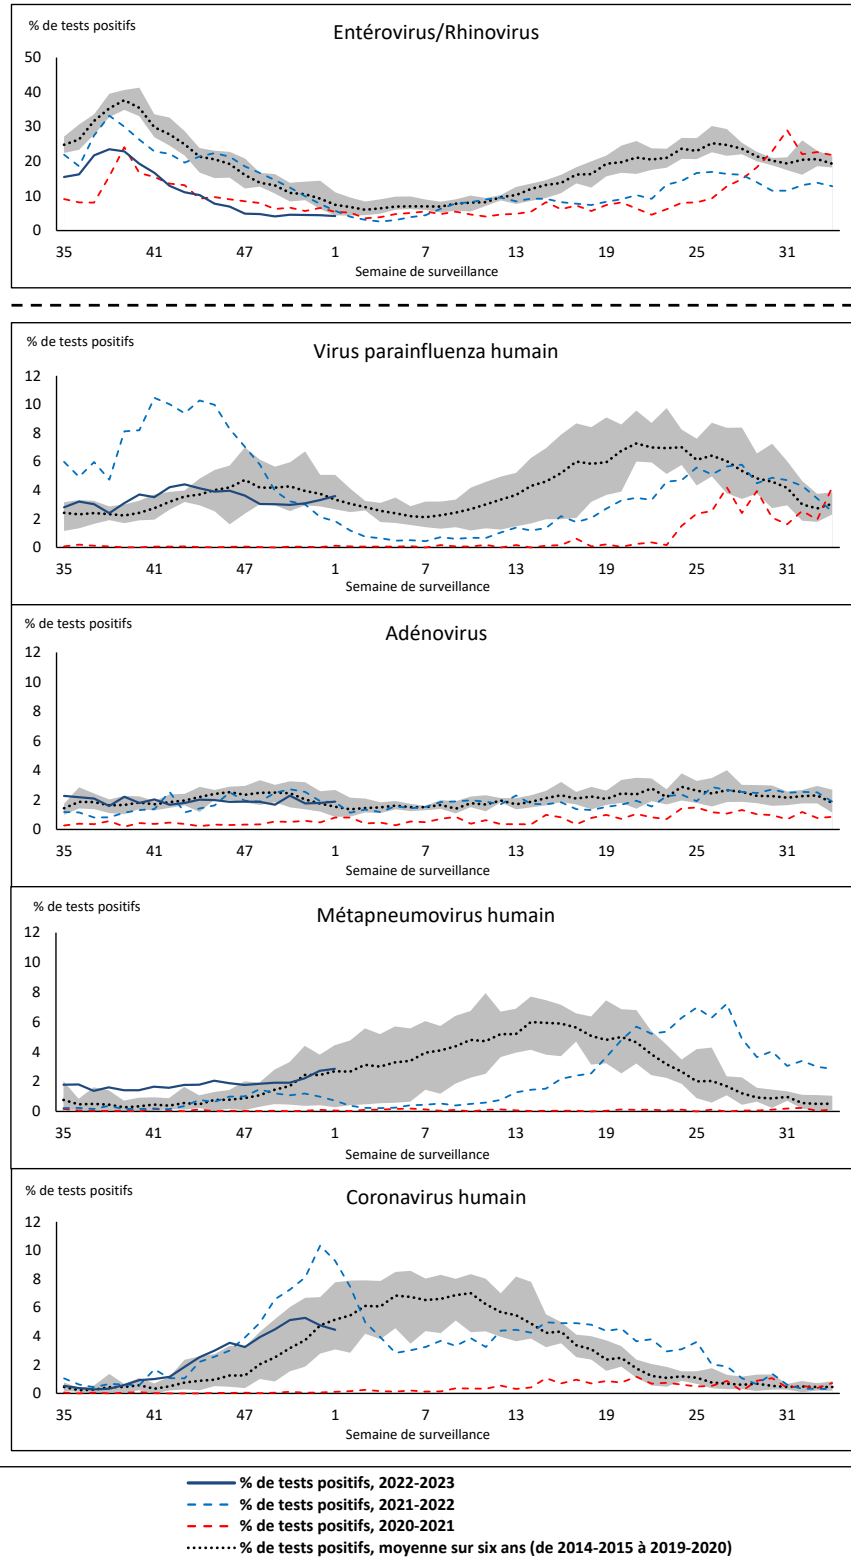 % de tests positifs
Entérovirus/Rhinovirus
50
40
30
20
10
0
35 41 47 1 7 13 19 25 31
Semaine de surveillance
% de tests positifs
Virus parainfluenza humain
12
10
8
6
4
2
0
35 41 47 1 7 13 19 25 31
Semaine de surveillance
% de tests positifs
Adénovirus
12
10
8
6
4
2
0
35 41 47 1 7 13 19 25 31
Semaine de surveillance
% de tests positifs
Métapneumovirus humain
12
10
8
6
4
2
0
35 41 47 1 7 13 19 25 31
Semaine de surveillance
% de tests positifs
Coronavirus humain
12
10
8
6
4
2
0
35 41 47 1 7 13 19 25 31
Semaine de surveillance
% de tests positifs, 2022-2023
% de tests positifs, 2021-2022
% de tests positifs, 2020-2021
% de tests positifs, moyenne sur six ans (de 2014-2015 à 2019-2020)